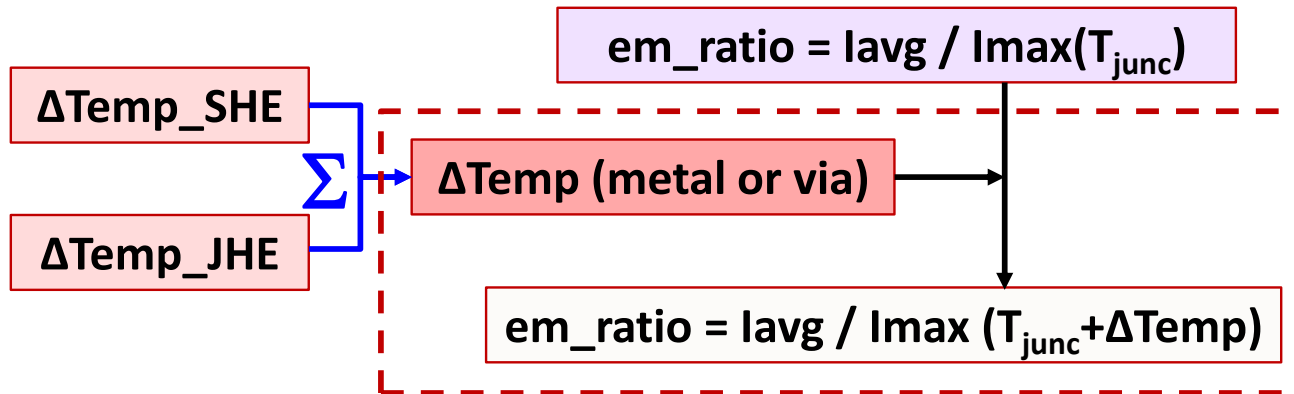 em_ratio = Iavg / Imax(Tjunc)
ΔTemp_SHE
Σ
ΔTemp (metal or via)
ΔTemp_JHE
em_ratio = Iavg / Imax (Tjunc+ΔTemp)